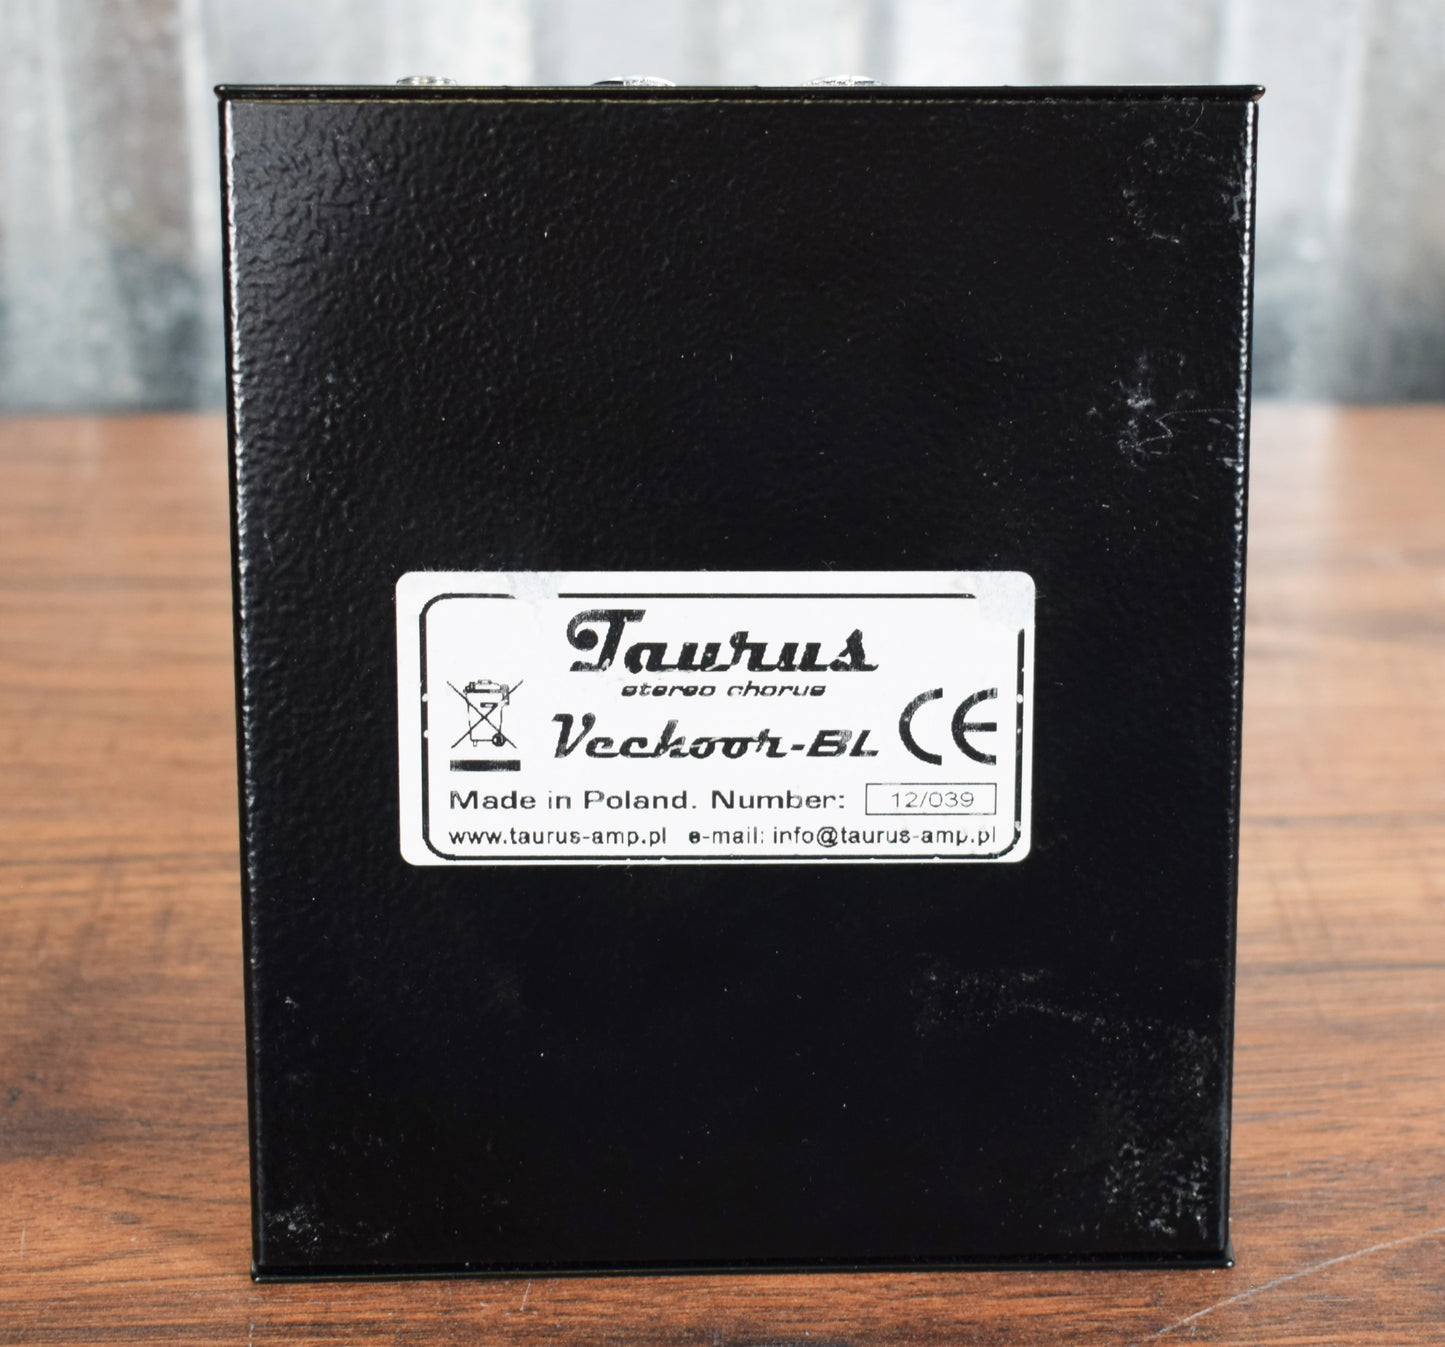 Taurus
stereo chorus
Vechoor-BL
CE
Made in Poland. Number: 12/039
www.taurus-amp.pl e-mail: info@taurus-amp.pl